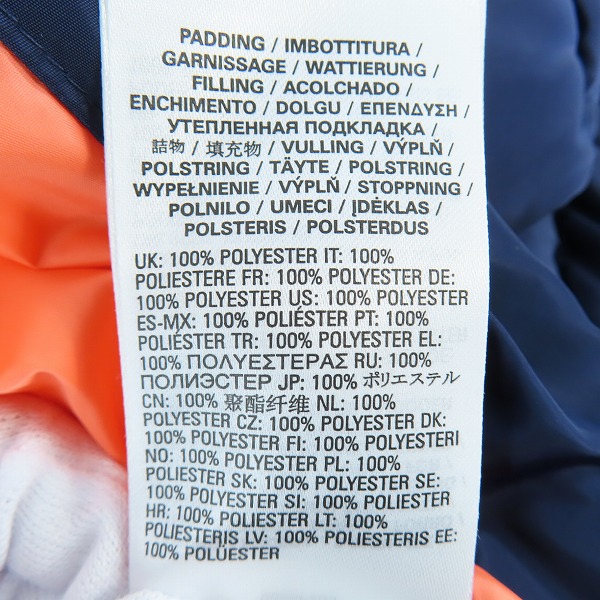 PADDING / IMBOTTITURA /
GARNISSAGE / WATTIERUNG /
FILLING / ACOLCHADO /
ENCHIMENTO / DOLGU / ΕΠΕΝΔΥΣΗ /
УТЕПЛЕННАЯ ПОДКЛАДКА /
詰物 / 填充物 / VULLING / VÝPLŇ /
POLSTRING / TÄYTE / POLSTRING /
WYPEŁNIENIE / VÝPLŇ / STOPPNING /
POLNILO / UMECI / ĮDĖKLAS /
POLSTERIS / POLSTERDUS
UK: 100% POLYESTER IT: 100%
POLIESTERE FR: 100% POLYESTER DE:
100% POLYESTER US: 100% POLYESTER
ES-MX: 100% POLIÉSTER PT: 100%
POLIÉSTER TR: 100% POLYESTER EL:
100% ΠΟΛΥΕΣΤΕΡΑΣ RU: 100%
ПОЛИЭСТЕР JP: 100% ポリエステル
CN: 100% 聚酯纤维 NL: 100%
POLYESTER CZ: 100% POLYESTER DK:
100% POLYESTER FI: 100% POLYESTERI
NO: 100% POLYESTER PL: 100%
POLIESTER SK: 100% POLYESTER SE:
100% POLYESTER SI: 100% POLIESTER
HR: 100% POLIESTER LT: 100%
POLIESTERIS LV: 100% POLIESTERIS EE:
100% POLÜESTER